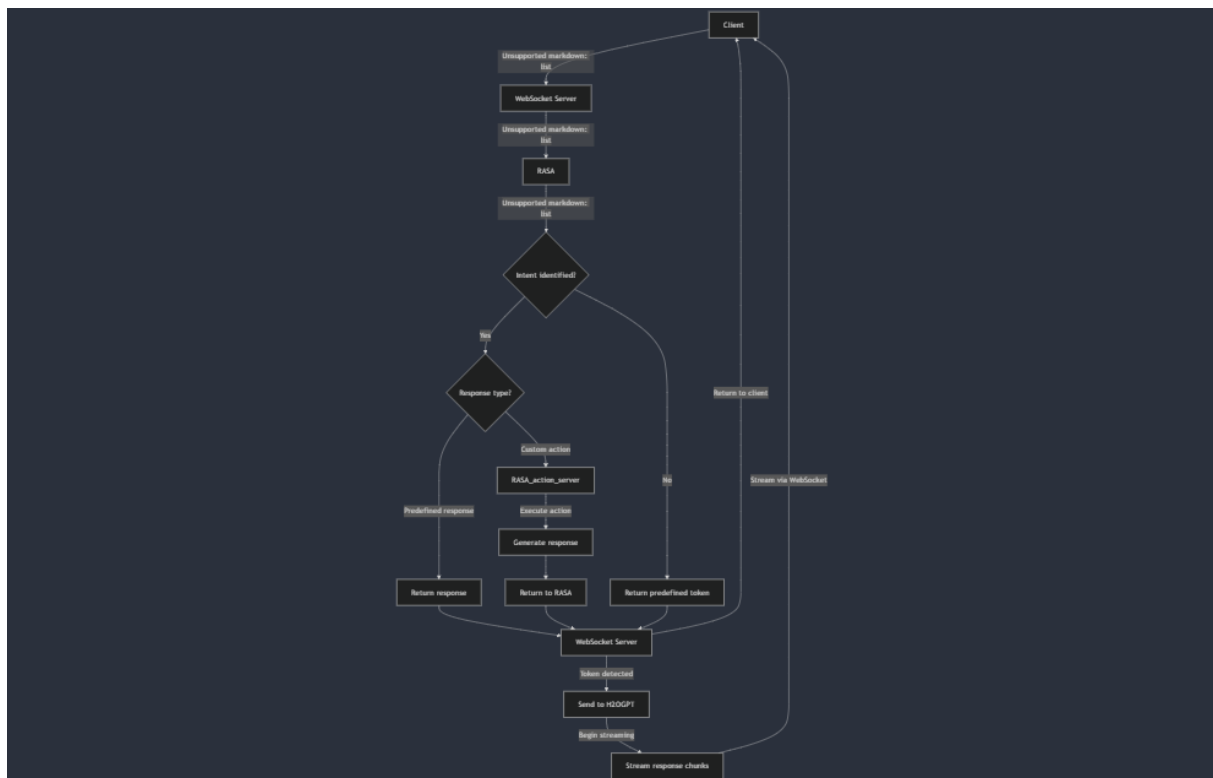 Client
Unsupported markdown:
list
WebSocket Server
Unsupported markdown:
list
RASA
Unsupported markdown:
list
Intent identified?
Yes
Response type?
Return to client
Custom action
RASA_action_server
No
Stream via WebSocket
Predefined response
Execute action
Generate response
Return response
Return to RASA
Return predefined token
WebSocket Server
Token detected
Send to H2OGPT
Begin streaming
Stream response chunks